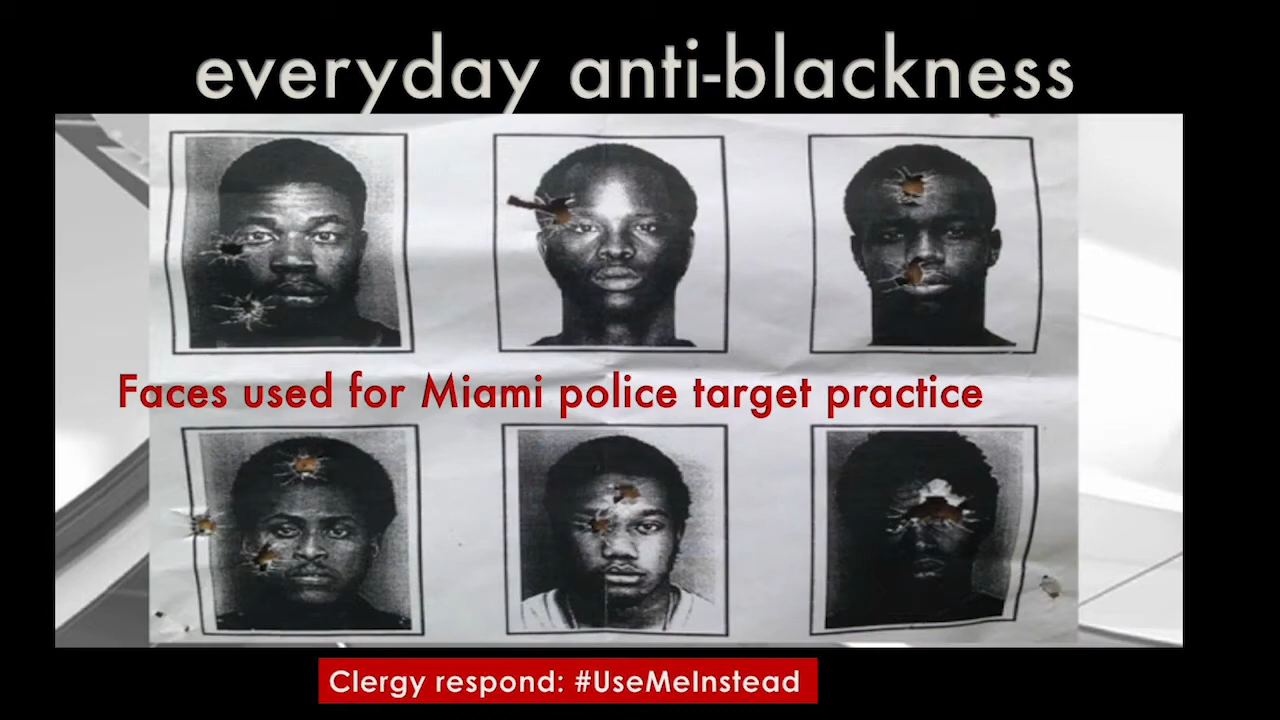 everyday anti-blackness
Faces used for Miami police target practice
Clergy respond: #UseMeInstead